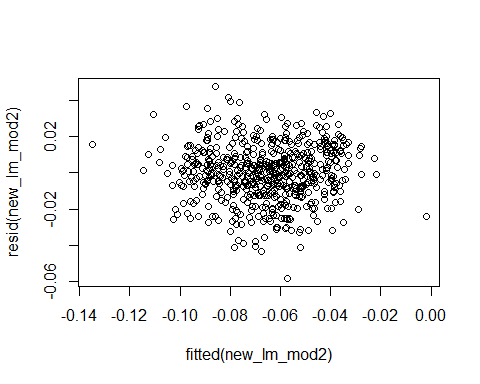 resid(new_lm_mod2)
0.02
-0.02
-0.06
-0.14 -0.12 -0.10 -0.08 -0.06 -0.04 -0.02 0.00
fitted(new_lm_mod2)